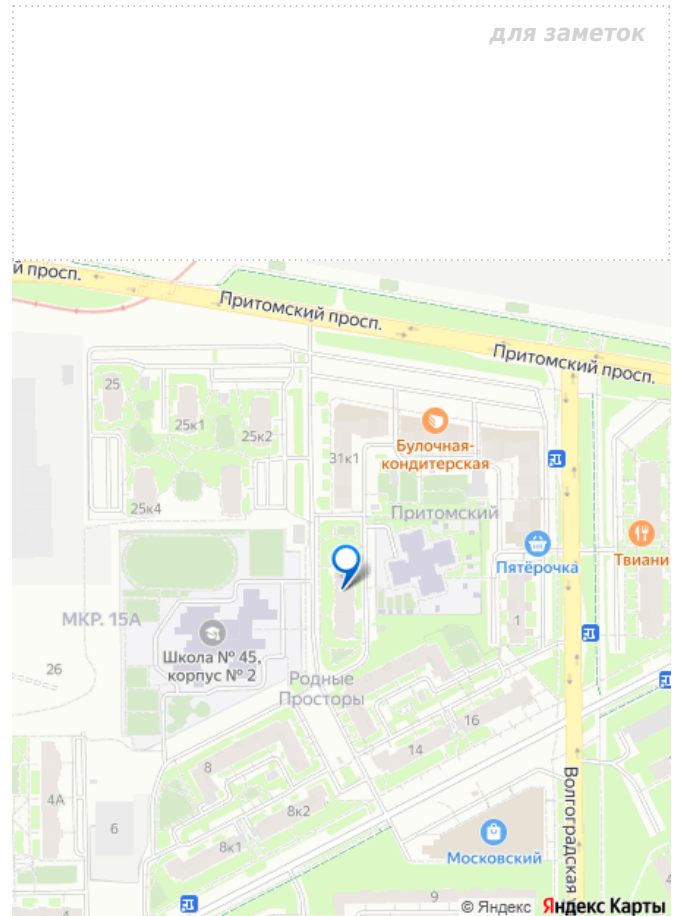 для заметок
й просп.
Притомский просп.
Притомский просп.
25
25к1
25к2
Булочная-
кондитерская
31к1
25к4
Притомский
Пятёрочка
Твиани
МКР. 15А
1
Школа № 45,
корпус № 2
26
Родные
Просторы
16
14
8
4А
8к2
6
8к1
Волгоградская
Московский
9
4
© Яндекс Яндекс Карты